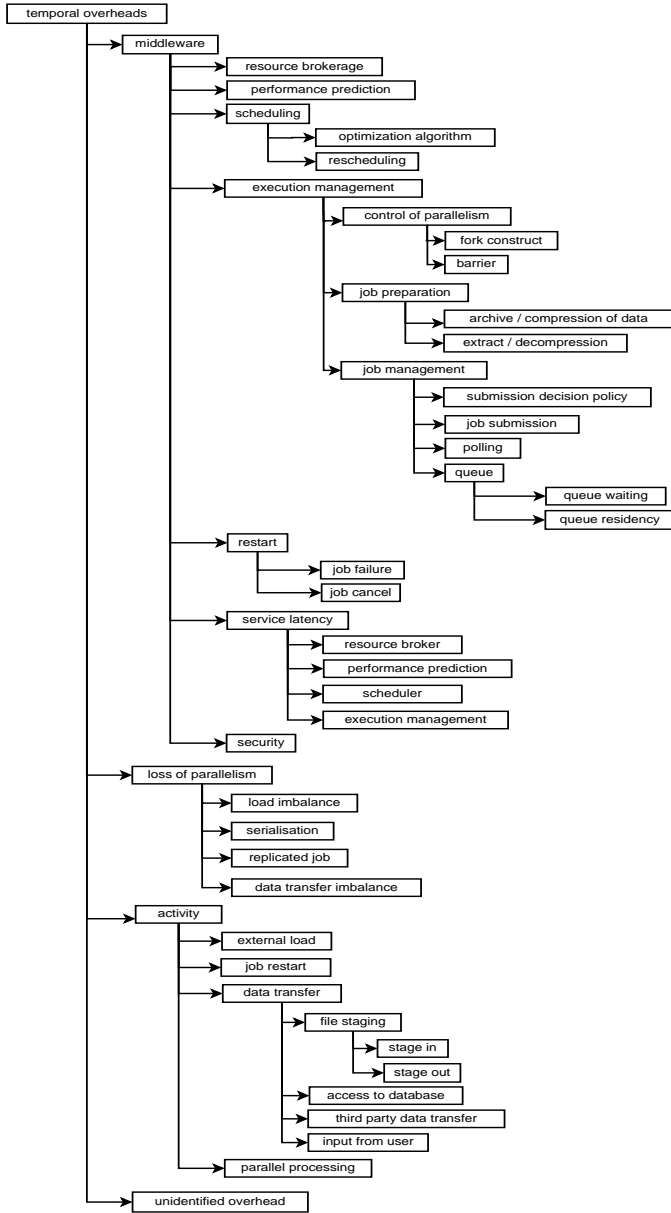 temporal overheads
middleware
resource brokerage
performance prediction
scheduling
optimization algorithm
rescheduling
execution management
control of parallelism
fork construct
barrier
job preparation
archive / compression of data
extract / decompression
job management
submission decision policy
job submission
polling
queue
queue waiting
queue residency
restart
job failure
job cancel
service latency
resource broker
performance prediction
scheduler
execution management
security
loss of parallelism
load imbalance
serialisation
replicated job
data transfer imbalance
activity
external load
job restart
data transfer
file staging
stage in
stage out
access to database
third party data transfer
input from user
parallel processing
unidentified overhead